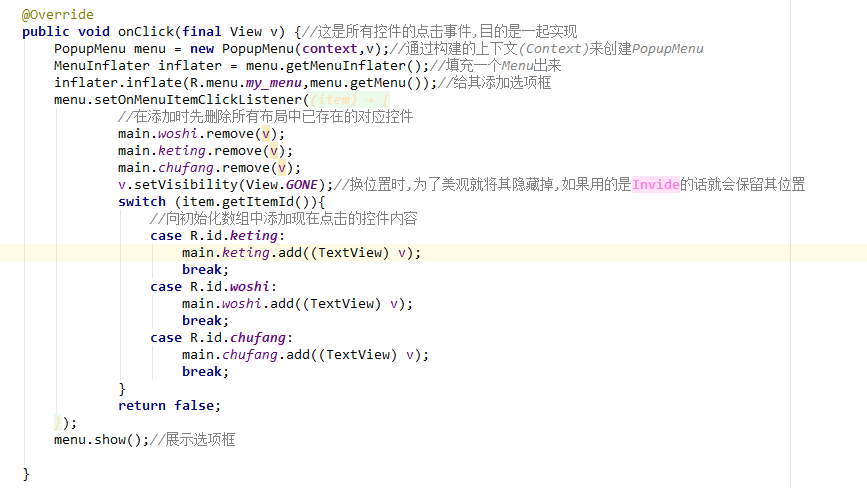 @Override
public void onClick(final View v) {//这是所有控件的点击事件,目的是一起实现
    PopupMenu menu = new PopupMenu(context,v);//通过构建的上下文(Context)来创建PopupMenu
    MenuInflater inflater = menu.getMenuInflater();//填充一个Menu出来
    inflater.inflate(R.menu.my_menu,menu.getMenu());//给其添加选项框
    menu.setOnMenuItemClickListener((item) → {
            //在添加时先删除所有布局中已存在的对应控件
            main.woshi.remove(v);
            main.keting.remove(v);
            main.chufang.remove(v);
            v.setVisibility(View.GONE);//换位置时,为了美观就将其隐藏掉,如果用的是Invide的话就会保留其位置
            switch (item.getItemId()){
                //向初始化数组中添加现在点击的控件内容
                case R.id.keting:
                    main.keting.add((TextView) v);
                    break;
                case R.id.woshi:
                    main.woshi.add((TextView) v);
                    break;
                case R.id.chufang:
                    main.chufang.add((TextView) v);
                    break;
            }
            return false;
    });
    menu.show();//展示选项框
}